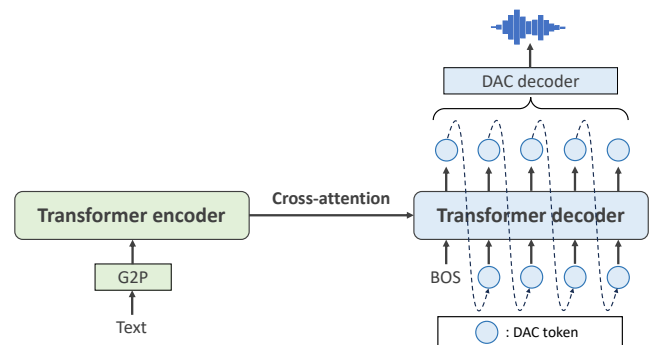 DAC decoder
Cross-attention
Transformer encoder
Transformer decoder
G2P
BOS
Text
: DAC token